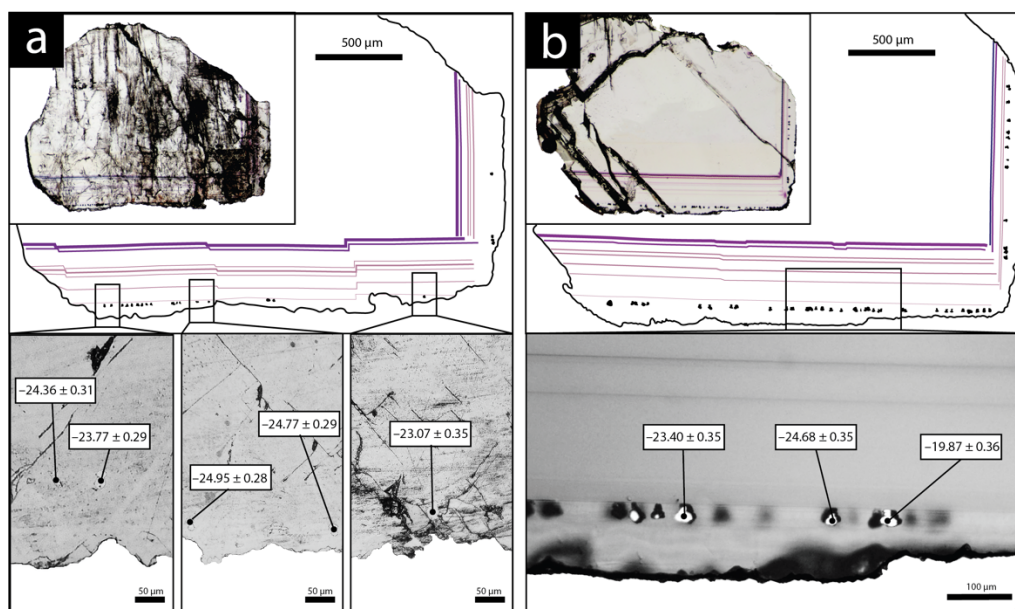 a
500 µm
–24.36 ± 0.31
–23.77 ± 0.29
–24.95 ± 0.28
–24.77 ± 0.29
–23.07 ± 0.35
50 µm
50 µm
50 µm
b
500 µm
–23.40 ± 0.35
–24.68 ± 0.35
–19.87 ± 0.36
100 µm